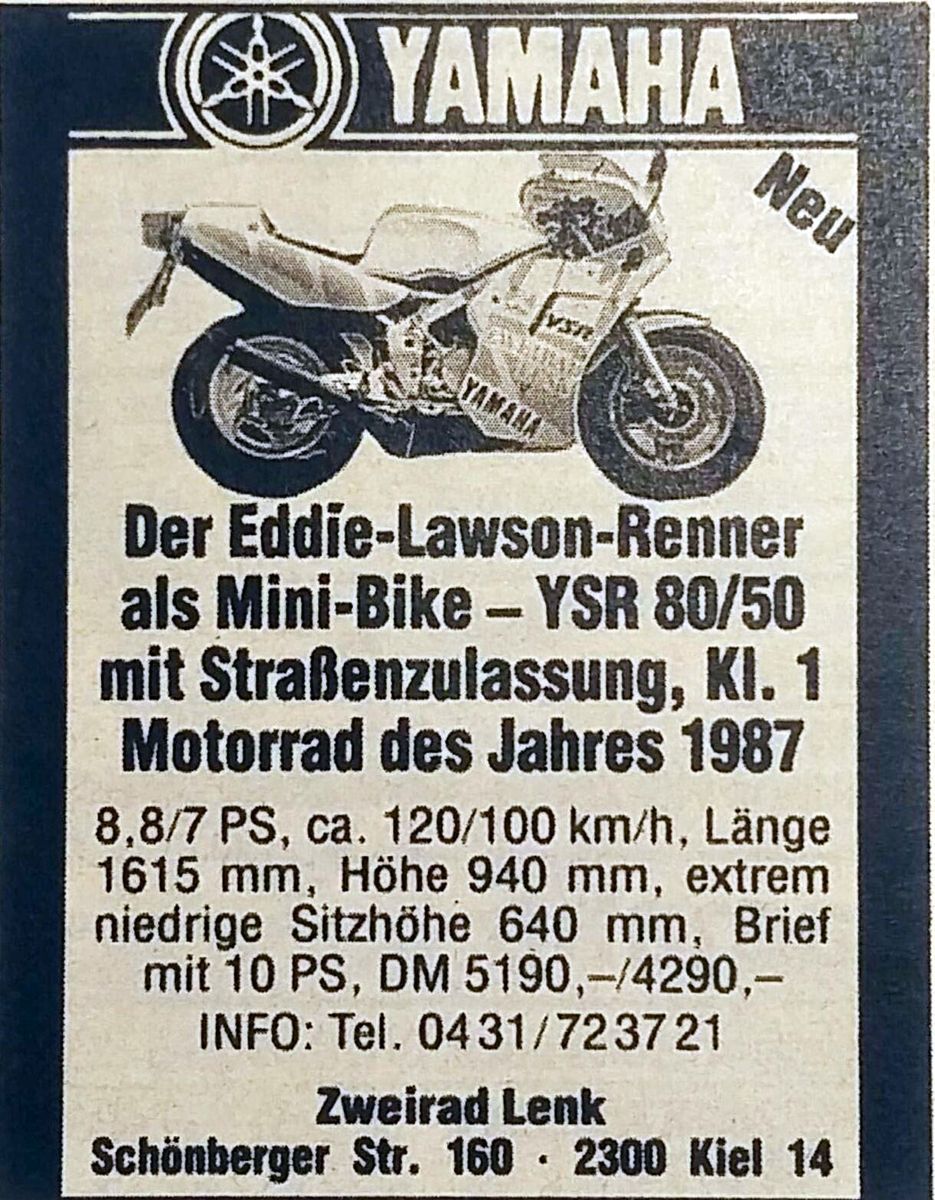 YAMAHA
Neu
YSR
YAMAHA
Der Eddie-Lawson-Renner
als Mini-Bike – YSR 80/50
mit Straßenzulassung, Kl. 1
Motorrad des Jahres 1987
8,8/7 PS, ca. 120/100 km/h, Länge
1615 mm, Höhe 940 mm, extrem
niedrige Sitzhöhe 640 mm, Brief
mit 10 PS, DM 5190,–/4290,–
INFO: Tel. 0431/723721
Zweirad Lenk
Schönberger Str. 160 · 2300 Kiel 14